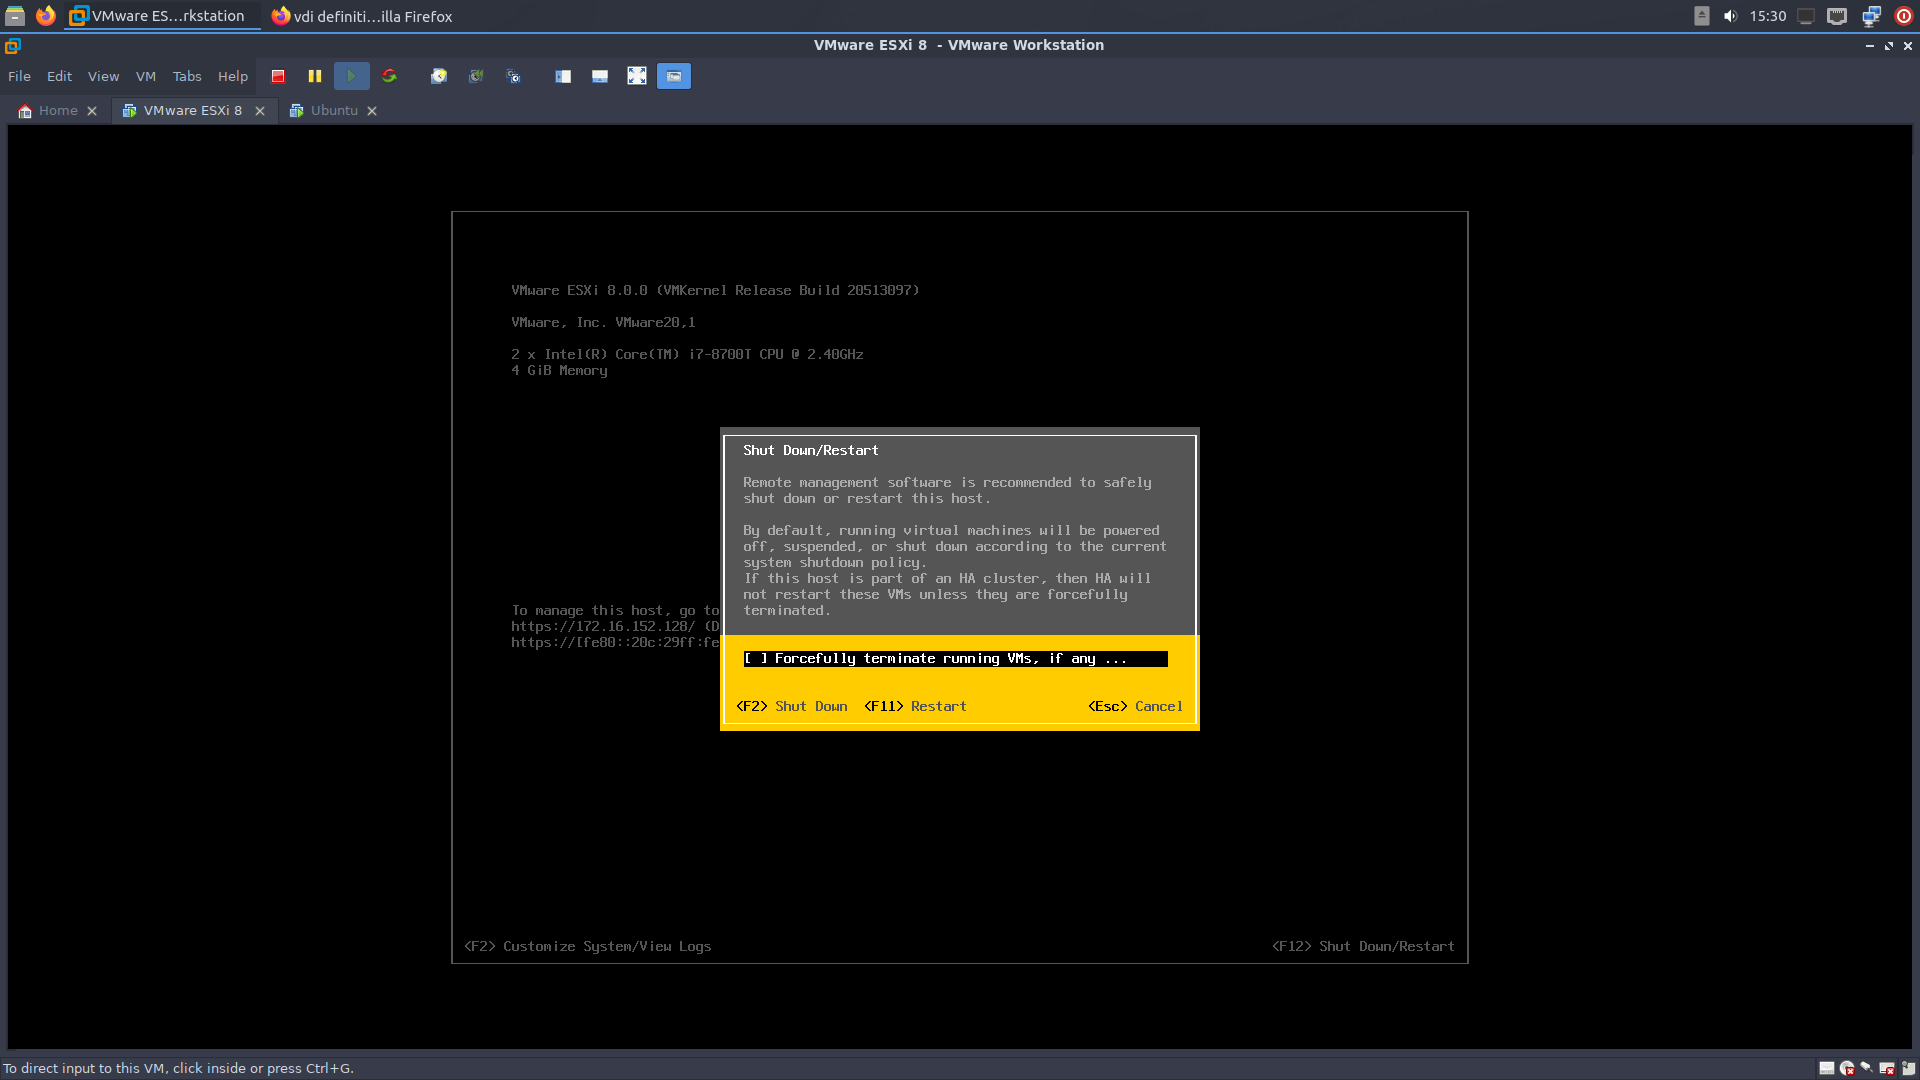 VMware ES...rkstation
vdi definiti...illa Firefox
15:30
VMware ESXi 8 - VMware Workstation
File Edit View VM Tabs Help
Home
VMware ESXi 8
Ubuntu
VMware ESXi 8.0.0 (VMKernel Release Build 20513097)
VMware, Inc. VMware20,1
2 x Intel(R) Core(TM) i7-8700T CPU @ 2.40GHz
4 GiB Memory
To manage this host, go to
https://172.16.152.128/ (D
https://[fe80::20c:29ff:fe
Shut Down/Restart
Remote management software is recommended to safely
shut down or restart this host.
By default, running virtual machines will be powered
off, suspended, or shut down according to the current
system shutdown policy.
If this host is part of an HA cluster, then HA will
not restart these VMs unless they are forcefully
terminated.
[ ] Forcefully terminate running VMs, if any ...
<F2> Shut Down <F11> Restart <Esc> Cancel
<F2> Customize System/View Logs <F12> Shut Down/Restart
To direct input to this VM, click inside or press Ctrl+G.